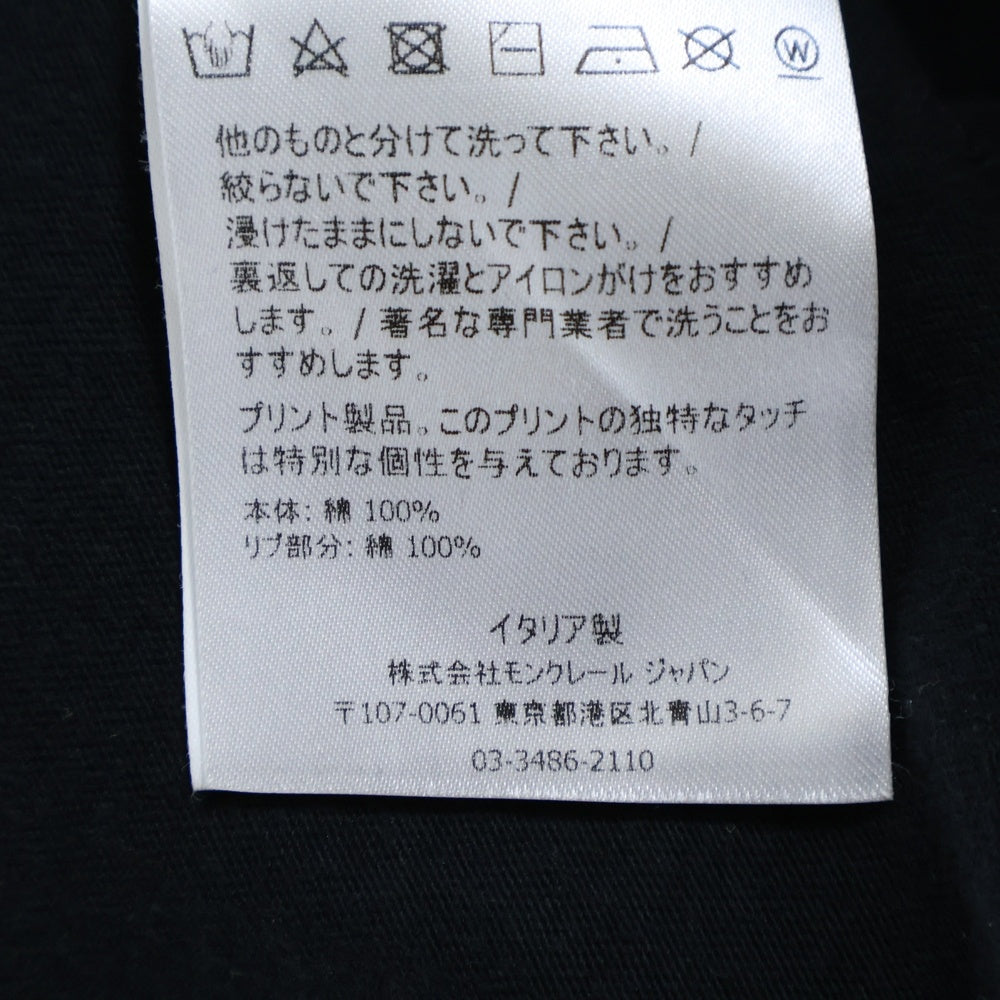 W
他のものと分けて洗って下さい。/
絞らないで下さい。/
浸けたままにしないで下さい。/
裏返しての洗濯とアイロンがけをおすすめ
します。/ 著名な専門業者で洗うことをお
すすめします。
プリント製品。このプリントの独特なタッチ
は特別な個性を与えております。
本体: 綿 100%
リブ部分: 綿 100%
イタリア製
株式会社モンクレール ジャパン
〒107-0061 東京都港区北青山3-6-7
03-3486-2110